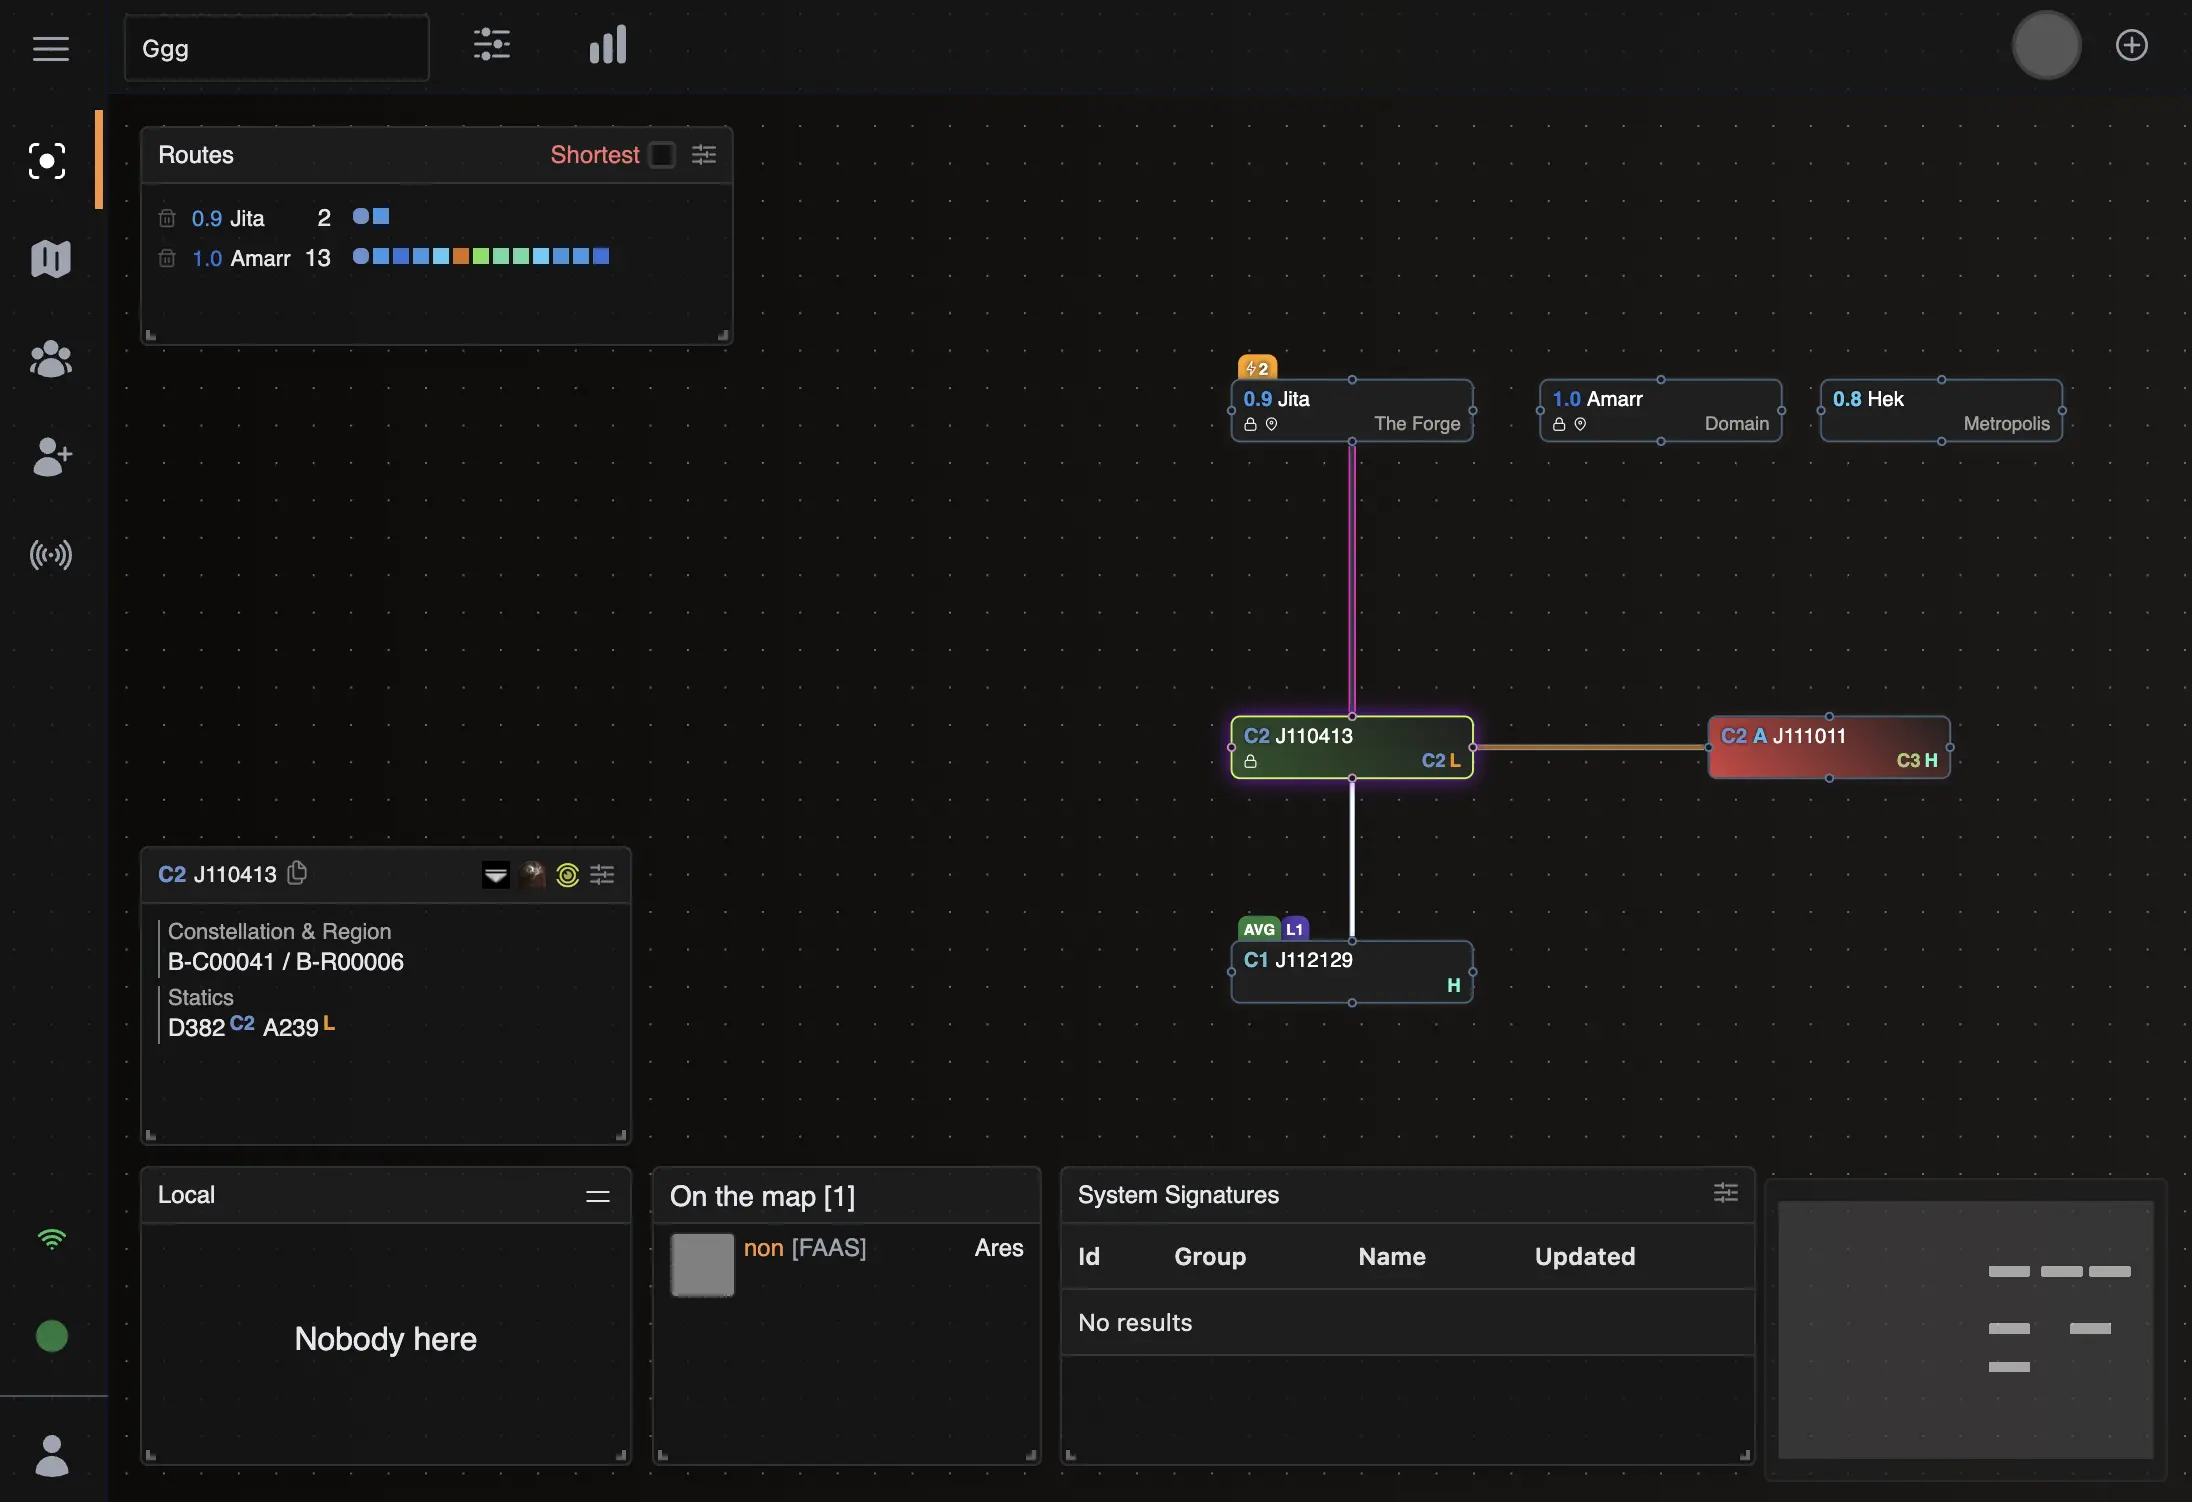 Ggg
Routes
Shortest
0.9 Jita 2
1.0 Amarr 13
2
0.9 Jita
The Forge
1.0 Amarr
Domain
0.8 Hek
Metropolis
C2 J110413
C2 L
C2 A J111011
C3 H
AVG L1
C1 J112129
H
C2 J110413
Constellation & Region
B-C00041 / B-R00006
Statics
D382 C2 A239 L
Local
Nobody here
On the map [1]
non [FAAS] Ares
System Signatures
Id Group Name Updated
No results